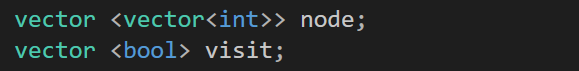 vector <vector<int>> node;
vector <bool> visit;